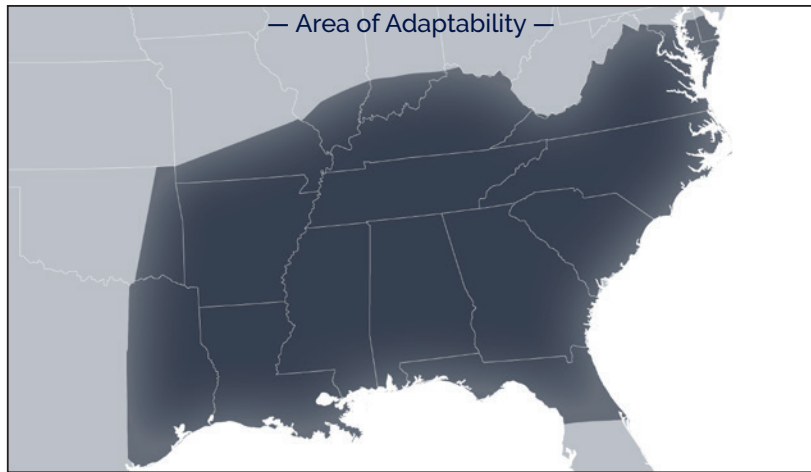 — Area of Adaptability —